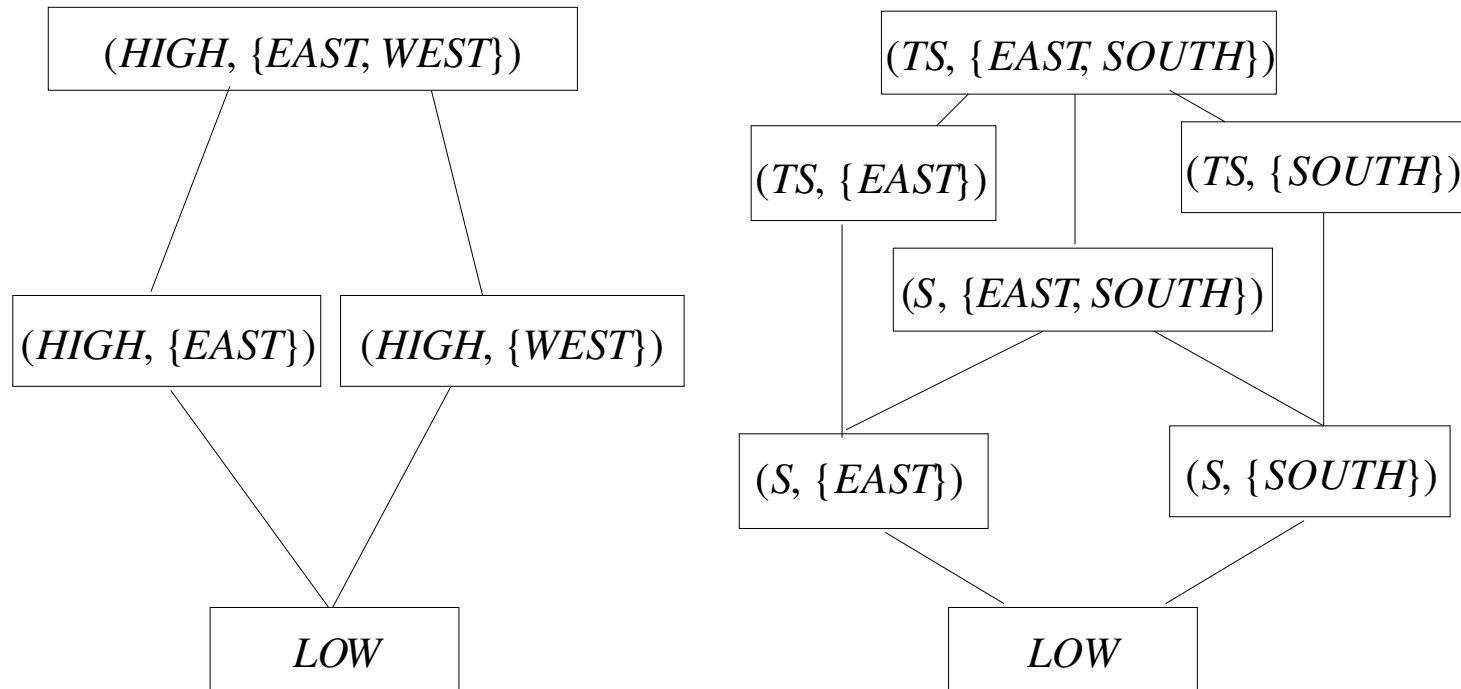 (HIGH, {EAST, WEST})
(HIGH, {EAST})
(HIGH, {WEST})
LOW
(TS, {EAST, SOUTH})
(TS, {EAST})
(TS, {SOUTH})
(S, {EAST, SOUTH})
(S, {EAST})
(S, {SOUTH})
LOW